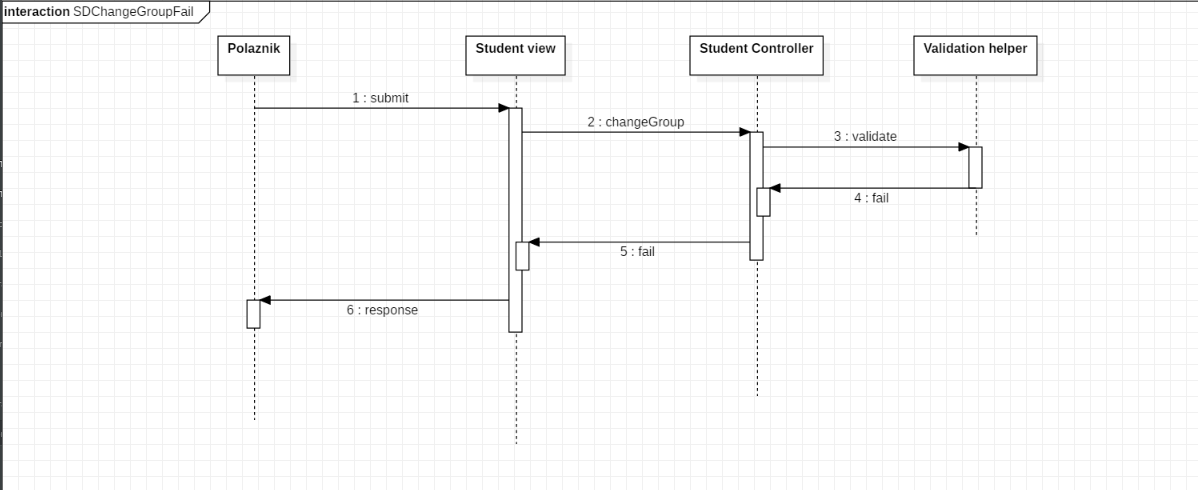 interaction SDChangeGroupFail
Polaznik
Student view
Student Controller
Validation helper
1 : submit
2 : changeGroup
3 : validate
4 : fail
5 : fail
6 : response